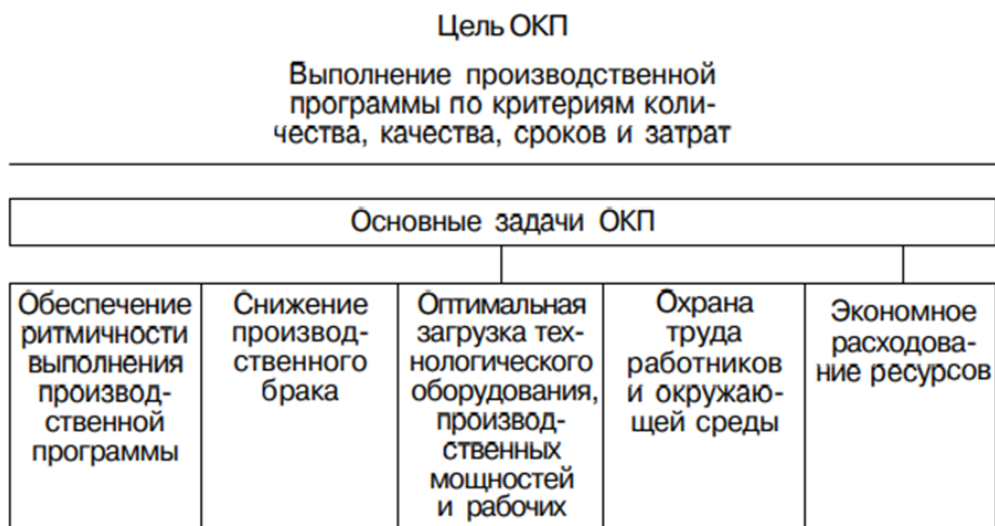 Цель ОКП
Выполнение производственной
программы по критериям коли-
чества, качества, сроков и затрат
Основные задачи ОКП
Обеспечение
ритмичности
выполнения
производ-
ственной
программы
Снижение
производ-
ственного
брака
Оптимальная
загрузка тех-
нологического
оборудования,
производ-
ственных
мощностей
и рабочих
Охрана
труда
работников
и окружаю-
щей среды
Экономное
расходова-
ние ресурсов